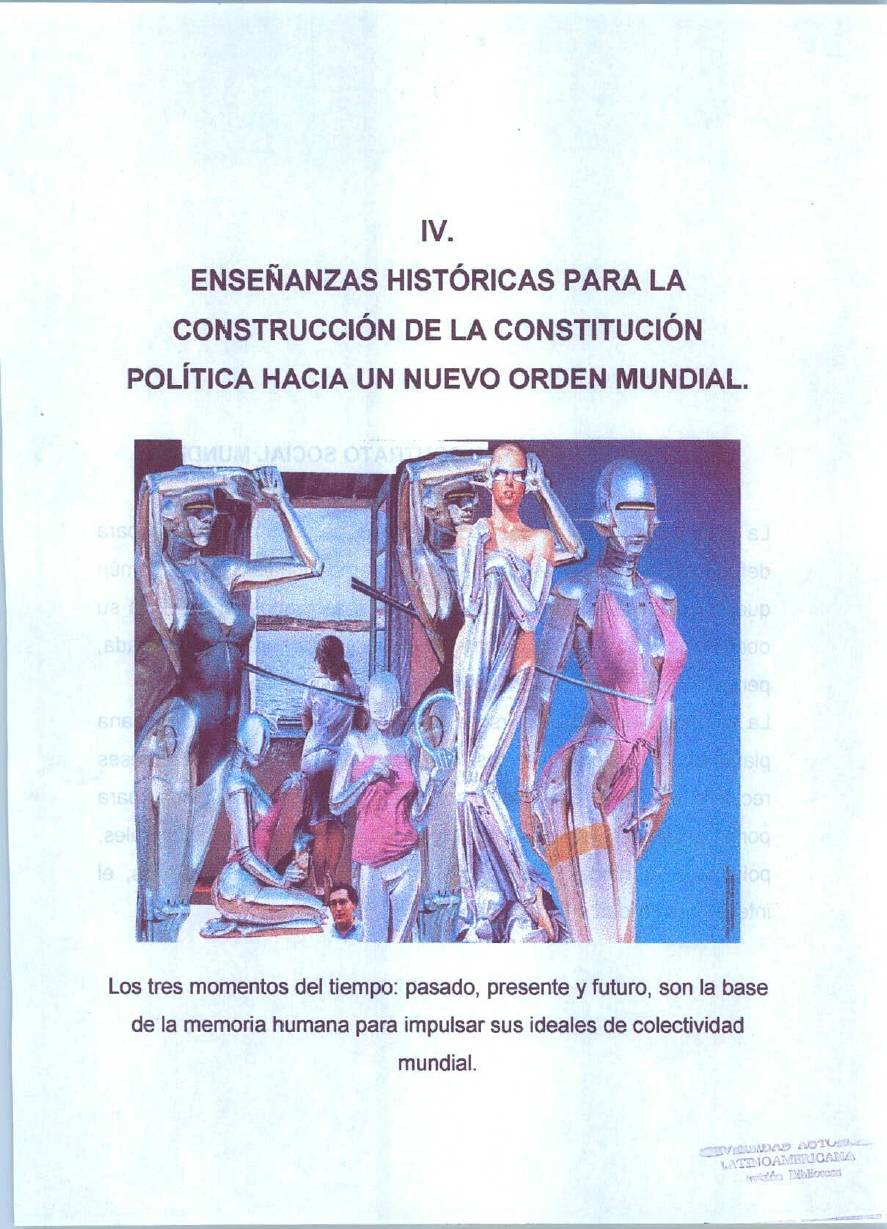 IV.
ENSEÑANZAS HISTÓRICAS PARA LA
CONSTRUCCIÓN DE LA CONSTITUCIÓN
POLÍTICA HACIA UN NUEVO ORDEN MUNDIAL.
Los tres momentos del tiempo: pasado, presente y futuro, son la base
de la memoria humana para impulsar sus ideales de colectividad
mundial.
LATINOAMERICANA